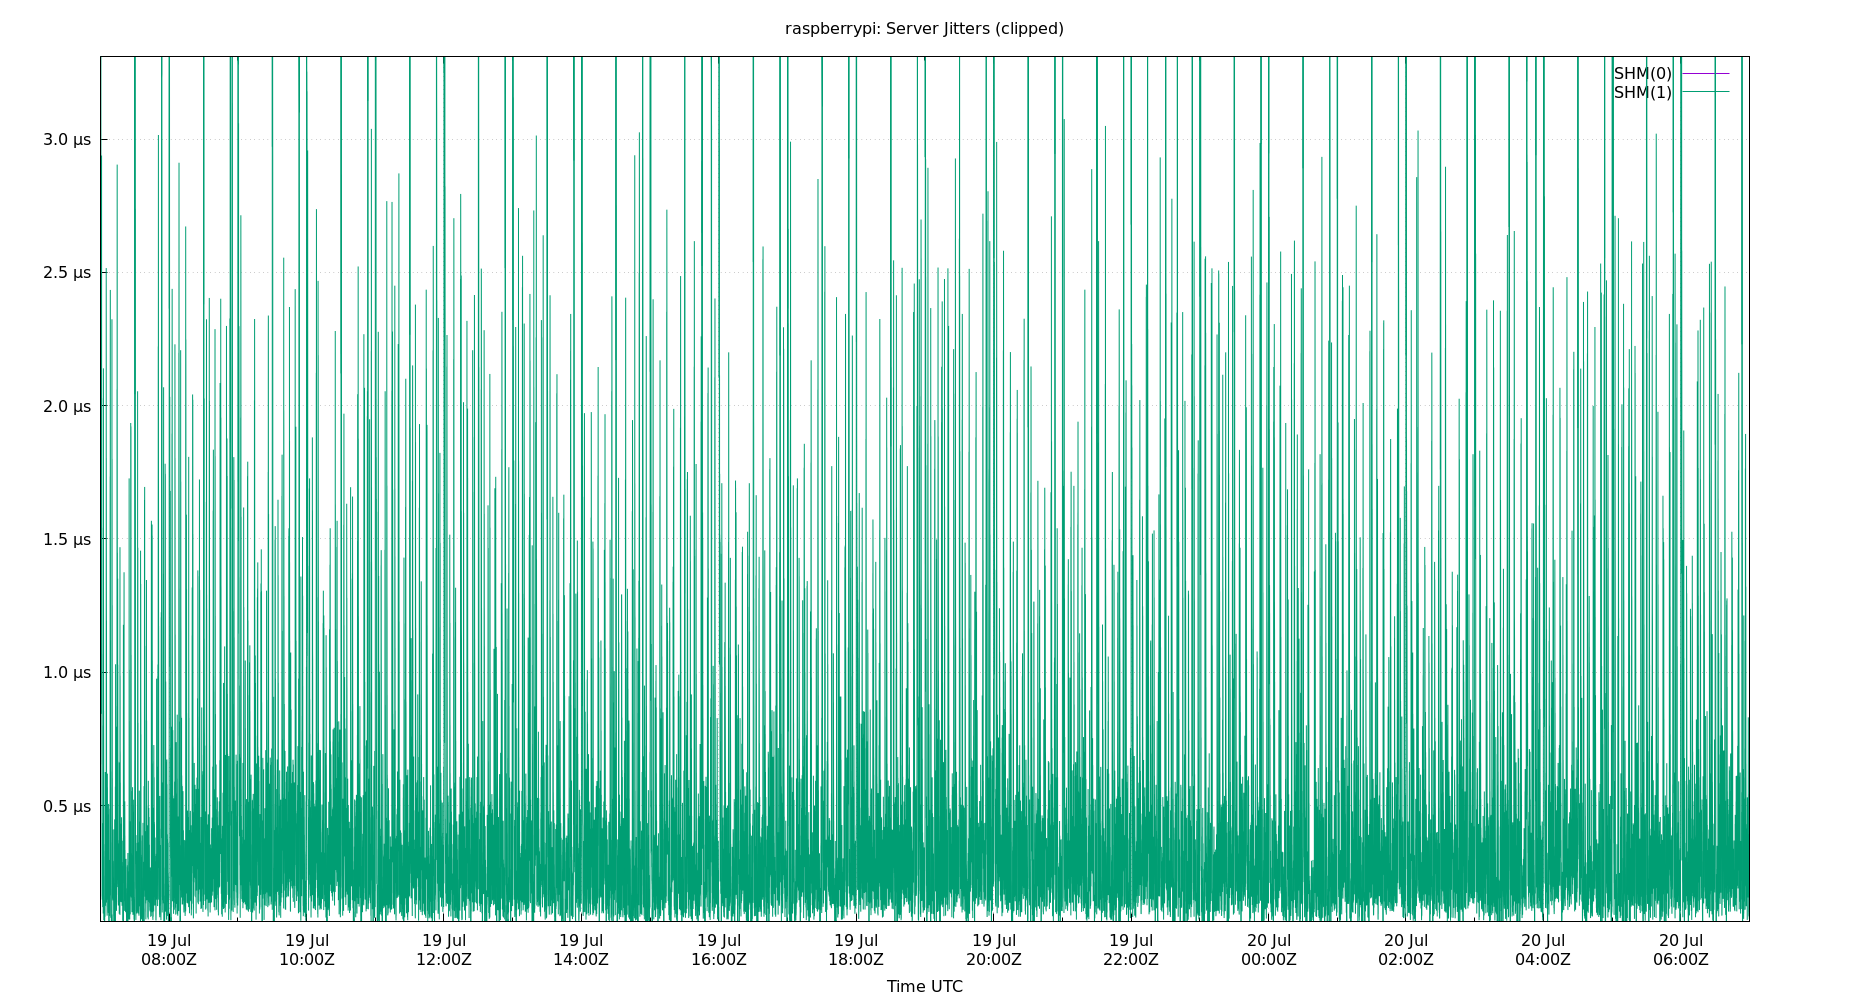 raspberrypi: Server Jitters (clipped)
SHM(0)
SHM(1)
3.0 µs
2.5 µs
2.0 µs
1.5 µs
1.0 µs
0.5 µs
19 Jul 19 Jul 19 Jul 19 Jul 19 Jul 19 Jul 19 Jul 19 Jul 20 Jul 20 Jul 20 Jul 20 Jul
08:00Z 10:00Z 12:00Z 14:00Z 16:00Z 18:00Z 20:00Z 22:00Z 00:00Z 02:00Z 04:00Z 06:00Z
Time UTC